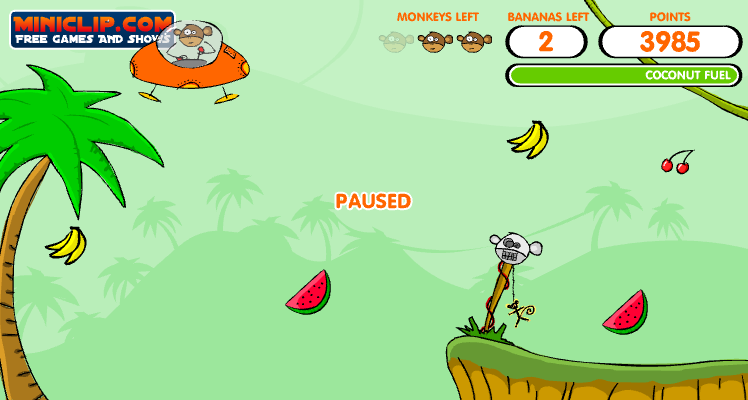 MINICLIP.COM
FREE GAMES AND SHOWS
MONKEYS LEFT
BANANAS LEFT
2
POINTS
3985
COCONUT FUEL
PAUSED